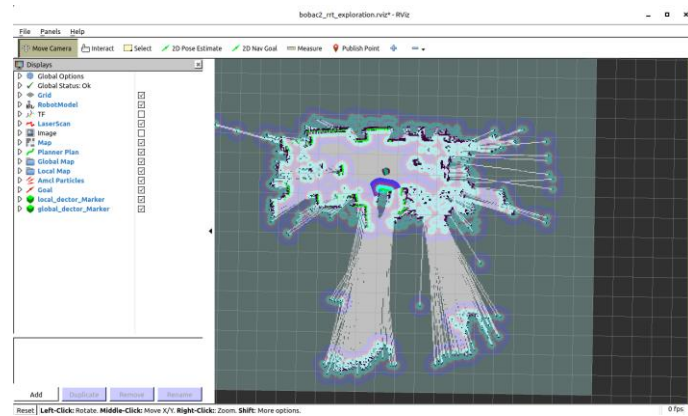 bobac2_rrt_exploration.rviz* - RViz
File Panels Help
Move Camera Interact Select 2D Pose Estimate 2D Nav Goal Measure Publish Point
Displays
Global Options
Global Status: Ok
Grid
RobotModel
TF
LaserScan
Image
Map
Planner Plan
Global Map
Local Map
Amcl Particles
Goal
local_dector_Marker
global_dector_Marker
Add Duplicate Remove Rename
Reset Left-Click: Rotate. Middle-Click: Move X/Y. Right-Click: Zoom. Shift: More options. 0 fps